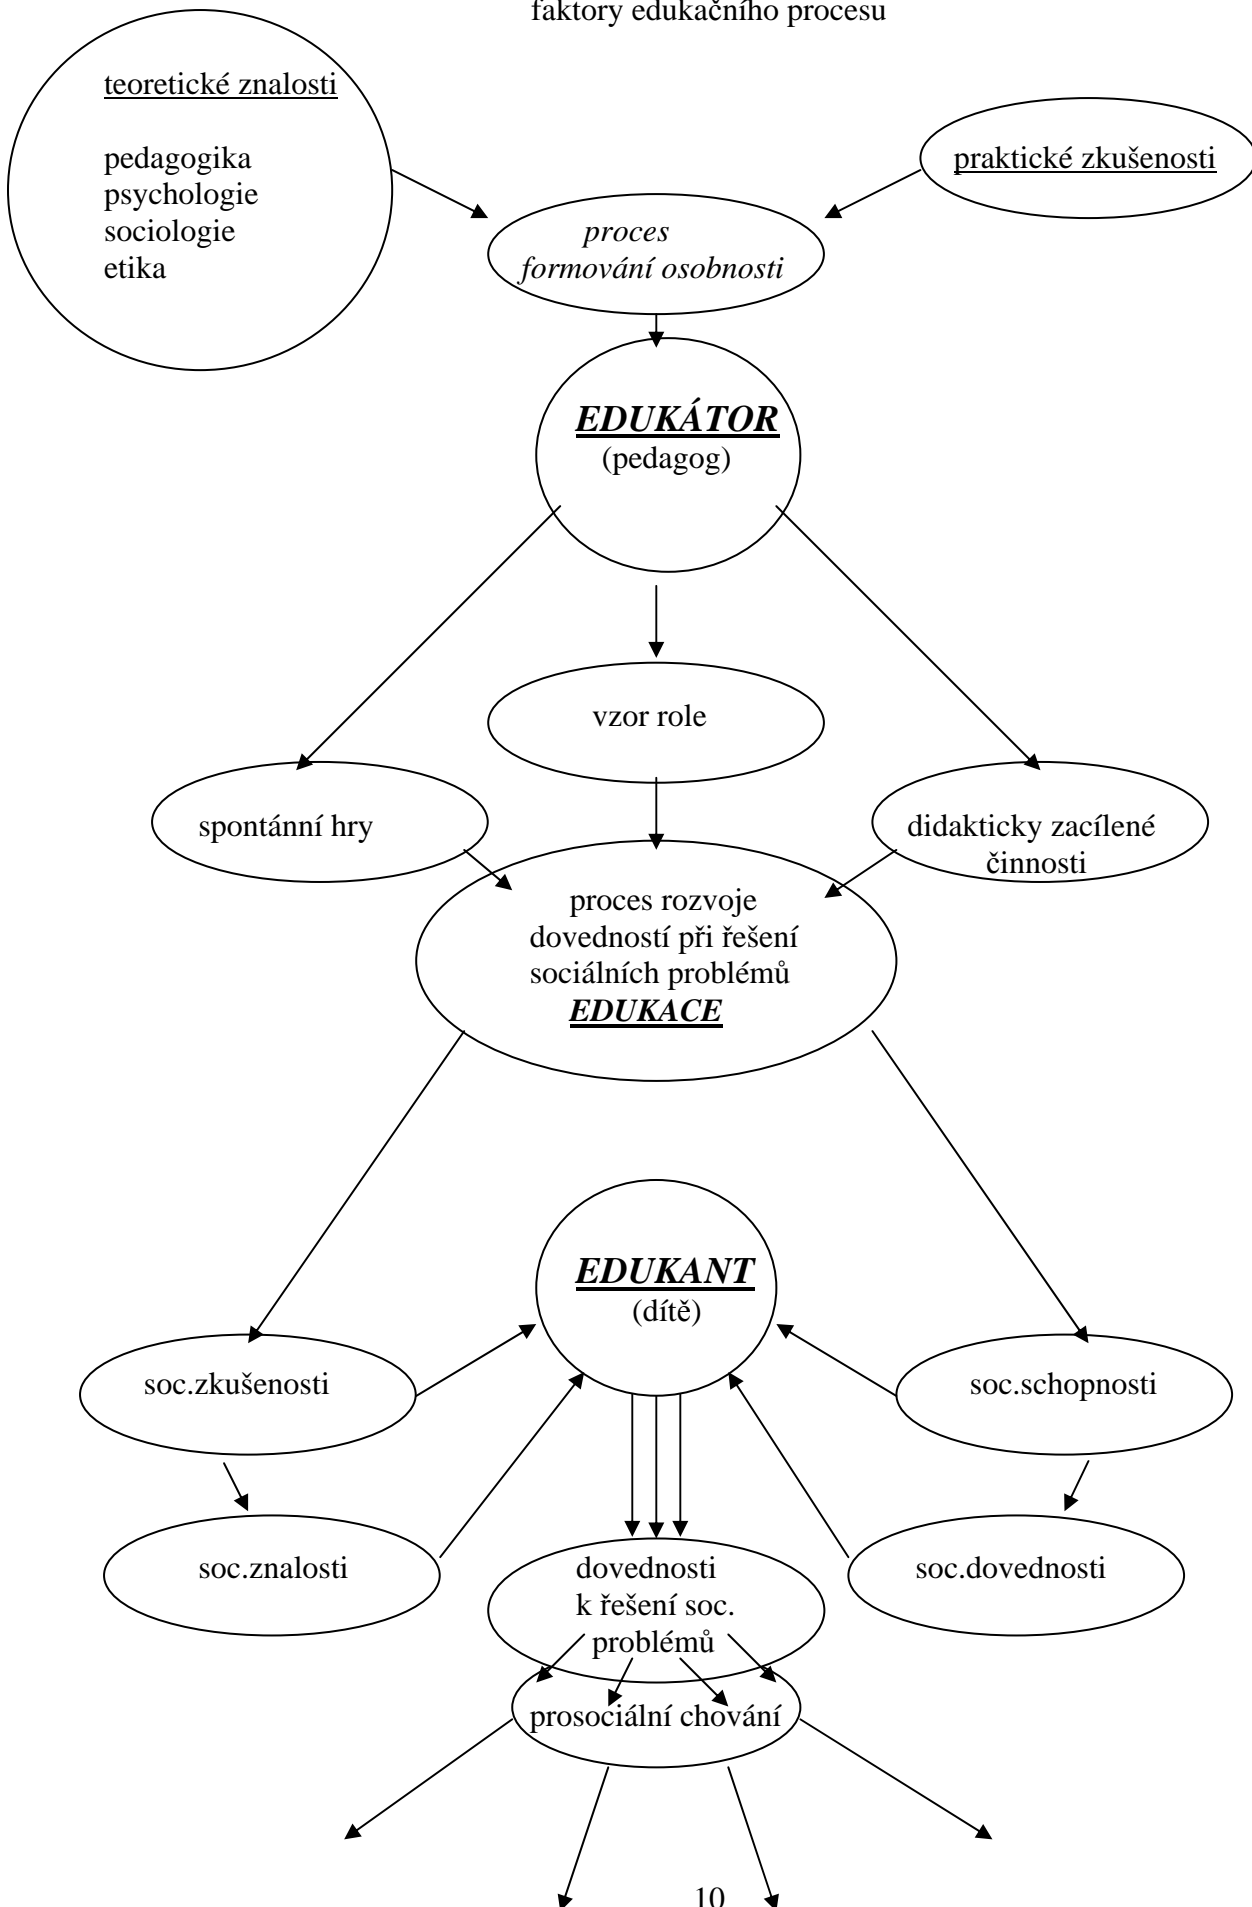 faktory edukačního procesu
teoretické znalosti
pedagogika
psychologie
sociologie
etika
praktické zkušenosti
proces
formování osobnosti
EDUKÁTOR
(pedagog)
vzor role
spontánní hry
didakticky zacílené
činnosti
proces rozvoje
dovedností při řešení
sociálních problémů
EDUKACE
EDUKANT
(dítě)
soc.zkušenosti
soc.schopnosti
soc.znalosti
soc.dovednosti
dovednosti
k řešení soc.
problémů
prosociální chování
10